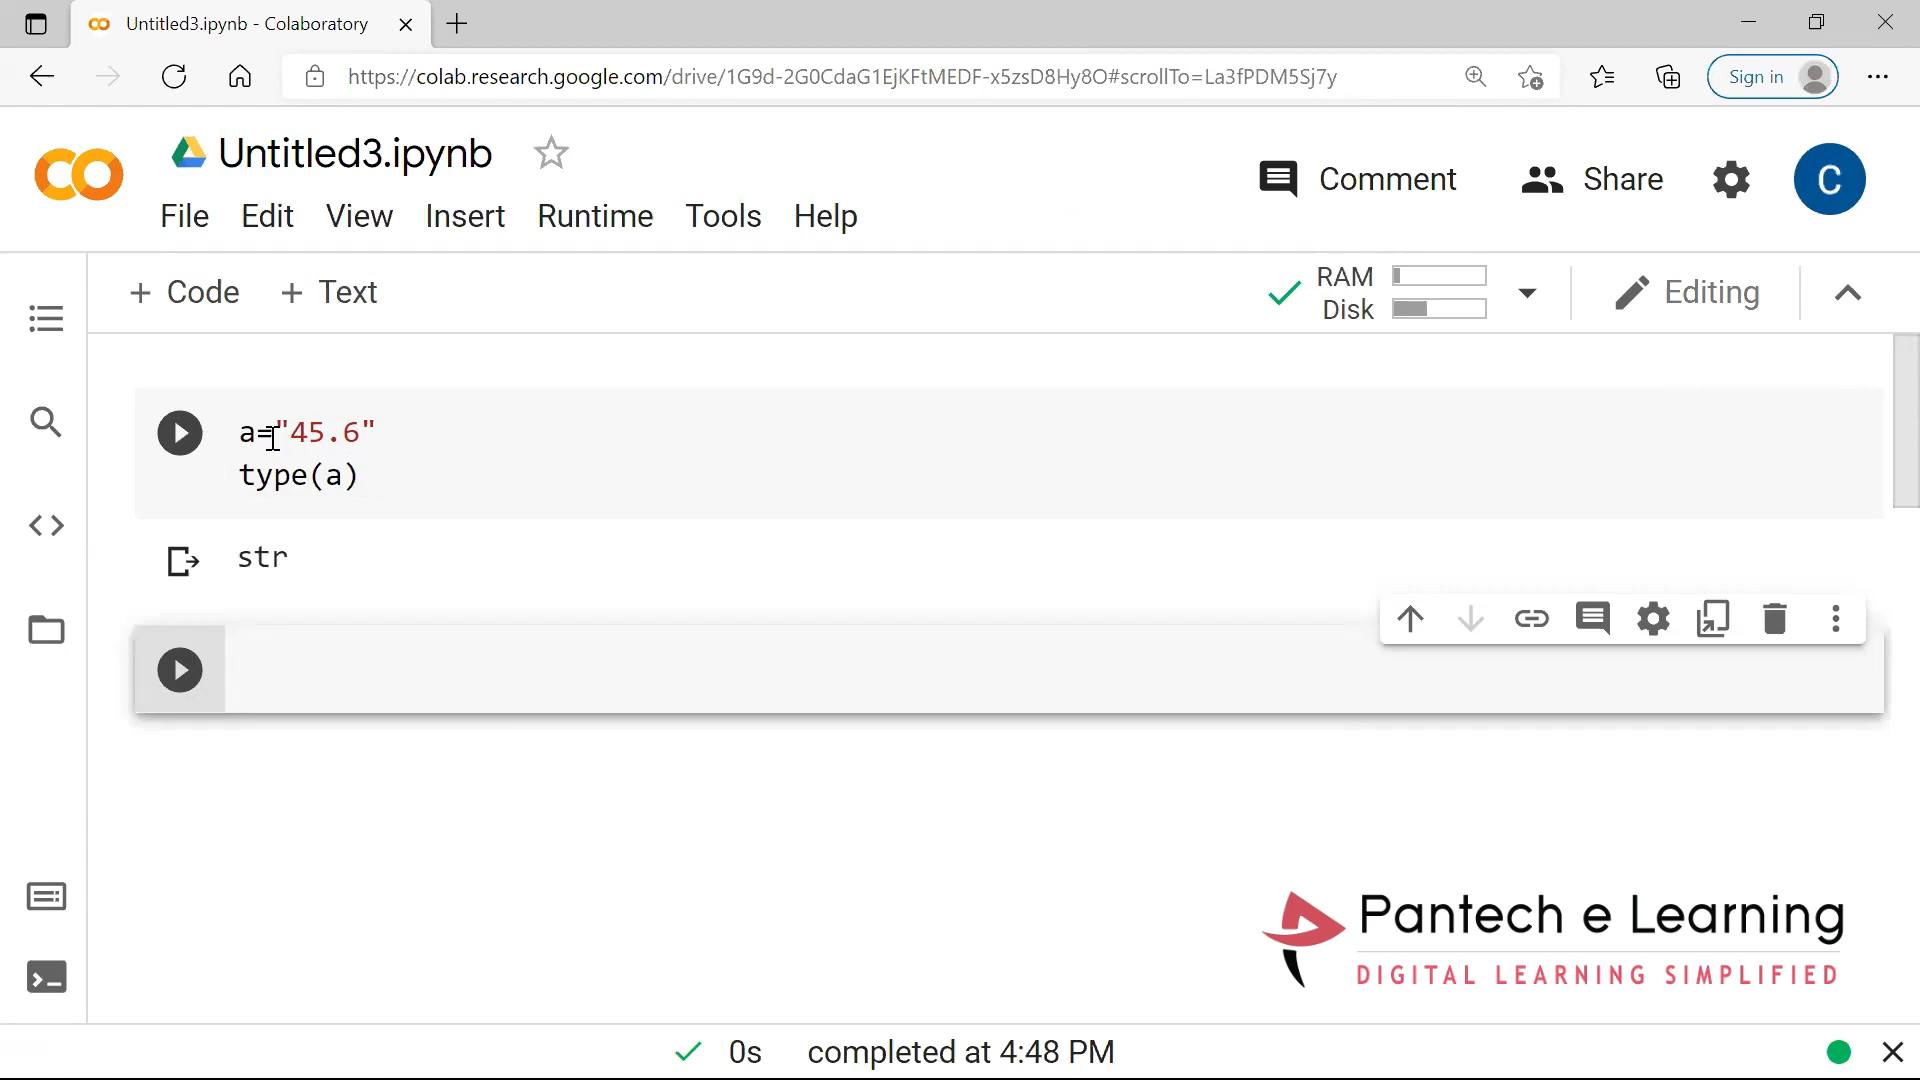 Untitled3.ipynb - Colaboratory
https://colab.research.google.com/drive/1G9d-2G0CdaG1EjKFtMEDF-x5zsD8Hy8O#scrollTo=La3fPDM5Sj7y
Sign in
Untitled3.ipynb
Comment
Share
C
File Edit View Insert Runtime Tools Help
+ Code + Text
RAM
Disk
Editing
a="45.6"
type(a)
str
Pantech e Learning
DIGITAL LEARNING SIMPLIFIED
0s completed at 4:48 PM